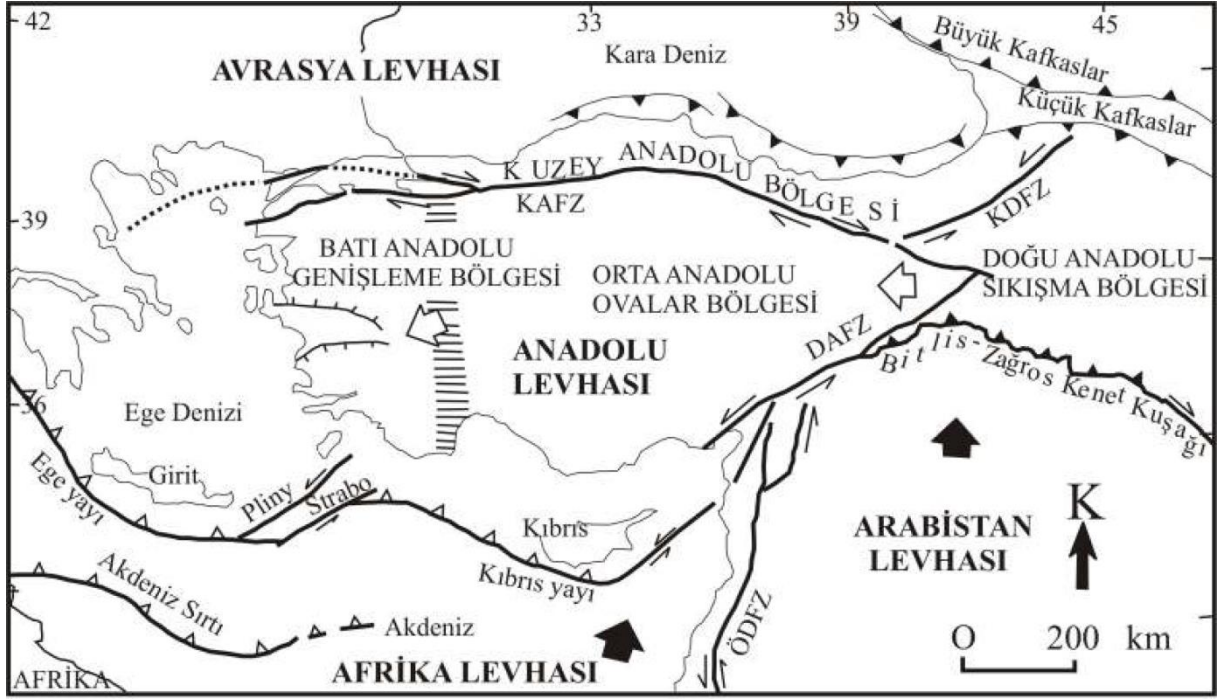 42
33
39
45
Büyük Kafkaslar
Kara Deniz
AVRASYA LEVHASI
Küçük Kafkaslar
KUZEY ANADOLU BÖLGESİ
KAFZ
KDFZ
39
BATI ANADOLU
GENİŞLEME BÖLGESİ
ORTA ANADOLU
OVALAR BÖLGESİ
DOĞU ANADOLU
SIKIŞMA BÖLGESİ
DAFZ
ANADOLU
LEVHASI
Bitlis-Zağros Kenet Kuşağı
36
Ege Denizi
Girit
Ege yayı
Pliny
Strabo
Kıbrıs
Kıbrıs yayı
K
ARABİSTAN
LEVHASI
Akdeniz Sırtı
Akdeniz
ÖDFZ
AFRİKA LEVHASI
AFRİKA
O 200 km